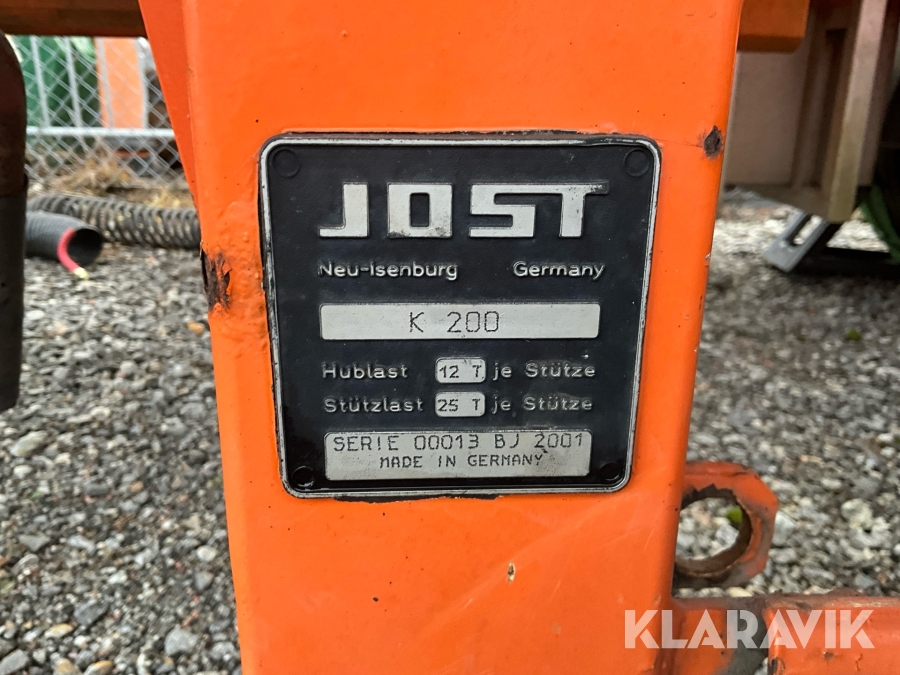 JOST
Neu-Isenburg Germany
K 200
Hublast 12 T je Stütze
Stützlast 25 T je Stütze
SERIE 00013 BJ 2001
MADE IN GERMANY
KLARAVIK